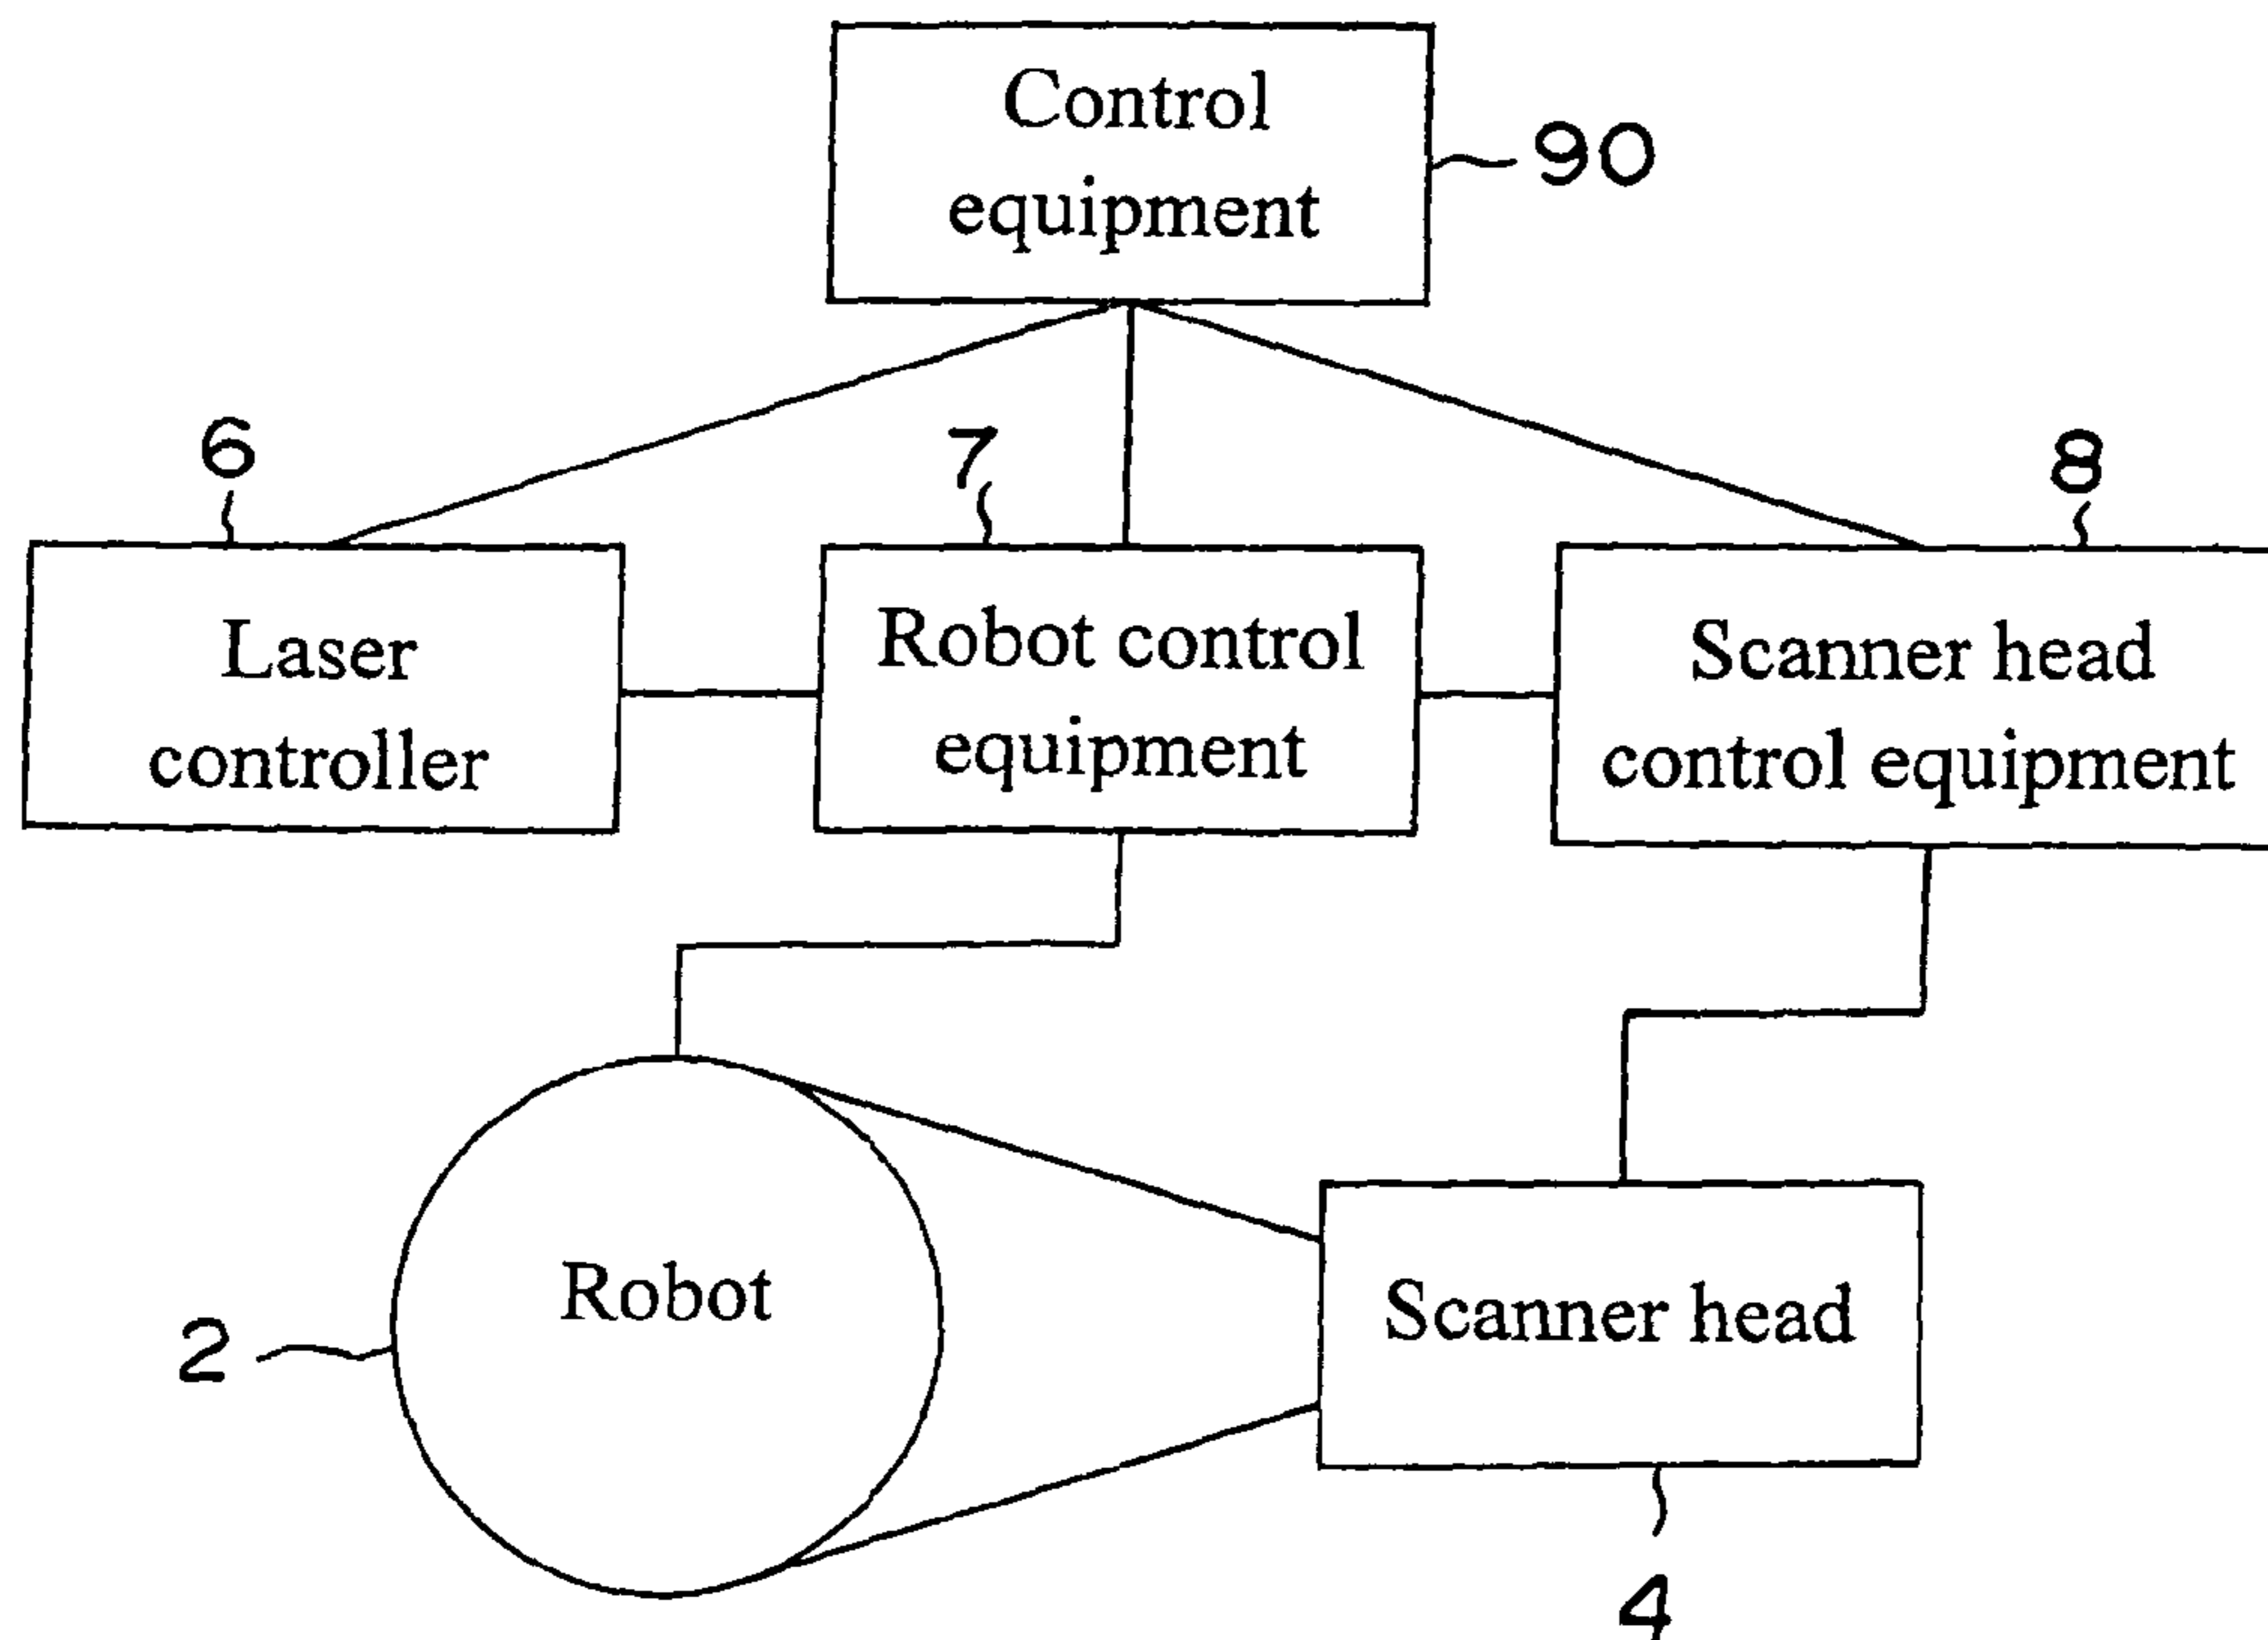 Control
equipment
90
6
7
8
Laser
controller
Robot control
equipment
Scanner head
control equipment
Robot
2
Scanner head
4